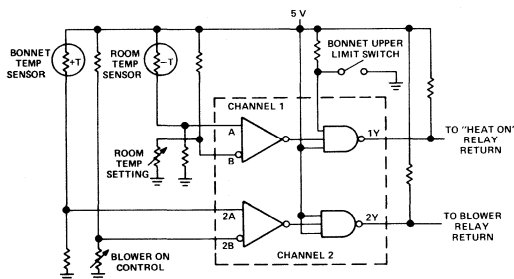 5 V
BONNET
TEMP
SENSOR
+T
ROOM
TEMP
SENSOR
−T
BONNET UPPER
LIMIT SWITCH
CHANNEL 1
A
B
1Y
TO "HEAT ON"
RELAY
RETURN
ROOM
TEMP
SETTING
2A
2B
2Y
TO BLOWER
RELAY
RETURN
BLOWER ON
CONTROL
CHANNEL 2